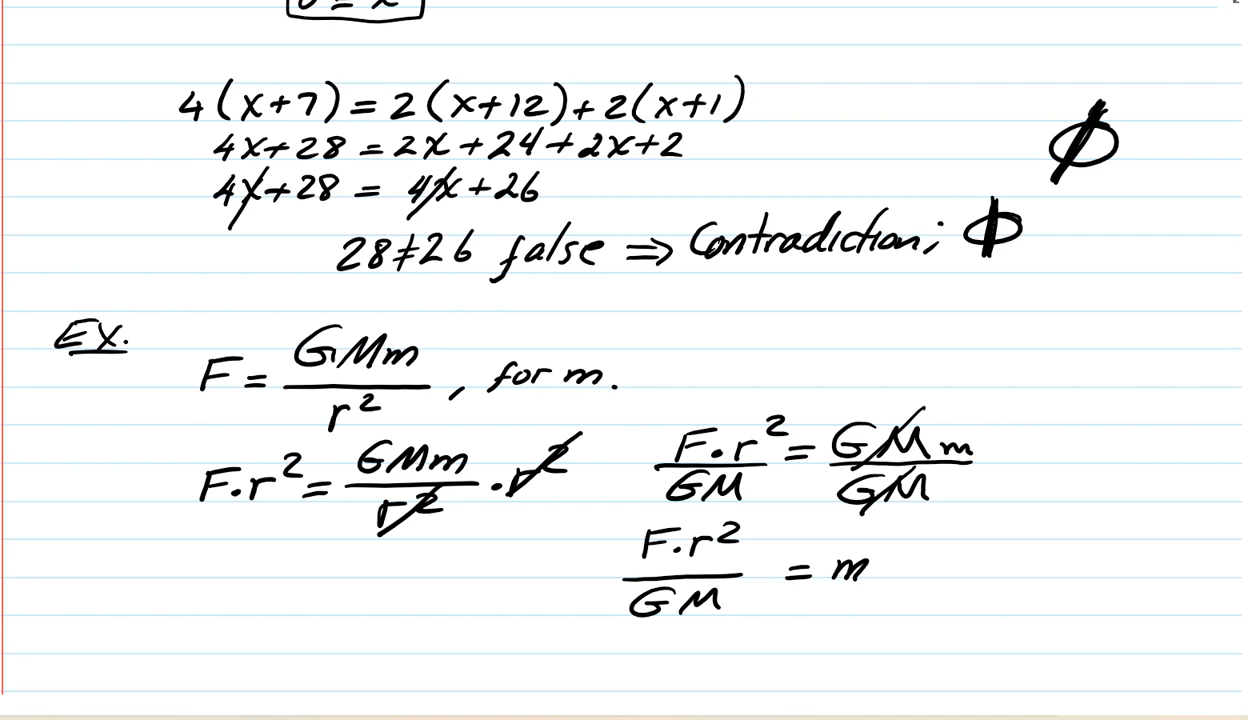 4(x+7) = 2(x+12)+2(x+1)
4x+28 = 2x+24+2x+2
4x+28 = 4x+26
28≠26 false ⇒ Contradiction; ∅
∅
Ex.
F = GMm/r², for m.
F·r² = GMm/r² · r²
F·r²/GM = GMm/GM
F·r²/GM = m